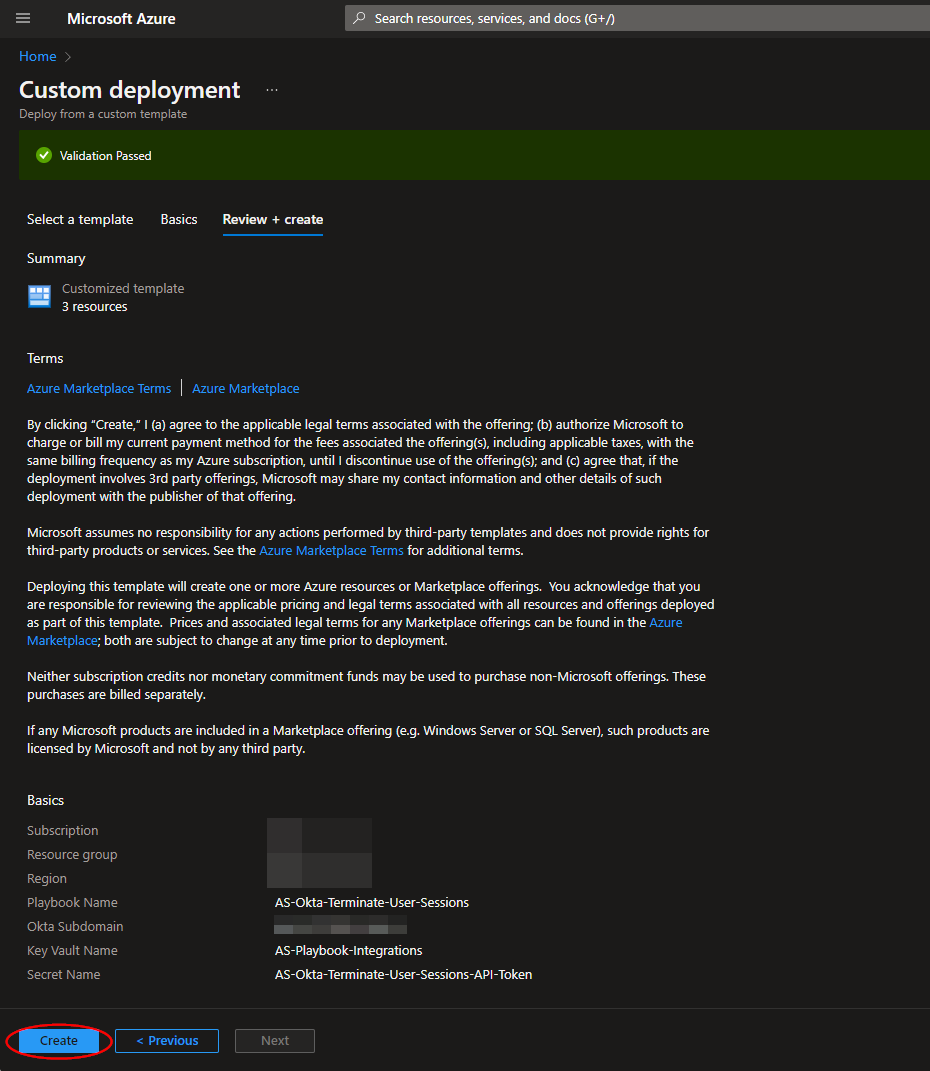 Microsoft Azure
Search resources, services, and docs (G+/)
Home >
Custom deployment ...
Deploy from a custom template
Validation Passed
Select a template Basics Review + create
Summary
Customized template
3 resources
Terms
Azure Marketplace Terms | Azure Marketplace
By clicking “Create,” I (a) agree to the applicable legal terms associated with the offering; (b) authorize Microsoft to
charge or bill my current payment method for the fees associated the offering(s), including applicable taxes, with the
same billing frequency as my Azure subscription, until I discontinue use of the offering(s); and (c) agree that, if the
deployment involves 3rd party offerings, Microsoft may share my contact information and other details of such
deployment with the publisher of that offering.
Microsoft assumes no responsibility for any actions performed by third-party templates and does not provide rights for
third-party products or services. See the Azure Marketplace Terms for additional terms.
Deploying this template will create one or more Azure resources or Marketplace offerings. You acknowledge that you
are responsible for reviewing the applicable pricing and legal terms associated with all resources and offerings deployed
as part of this template. Prices and associated legal terms for any Marketplace offerings can be found in the Azure
Marketplace; both are subject to change at any time prior to deployment.
Neither subscription credits nor monetary commitment funds may be used to purchase non-Microsoft offerings. These
purchases are billed separately.
If any Microsoft products are included in a Marketplace offering (e.g. Windows Server or SQL Server), such products are
licensed by Microsoft and not by any third party.
Basics
Subscription
Resource group
Region
Playbook Name AS-Okta-Terminate-User-Sessions
Okta Subdomain
Key Vault Name AS-Playbook-Integrations
Secret Name AS-Okta-Terminate-User-Sessions-API-Token
Create < Previous Next